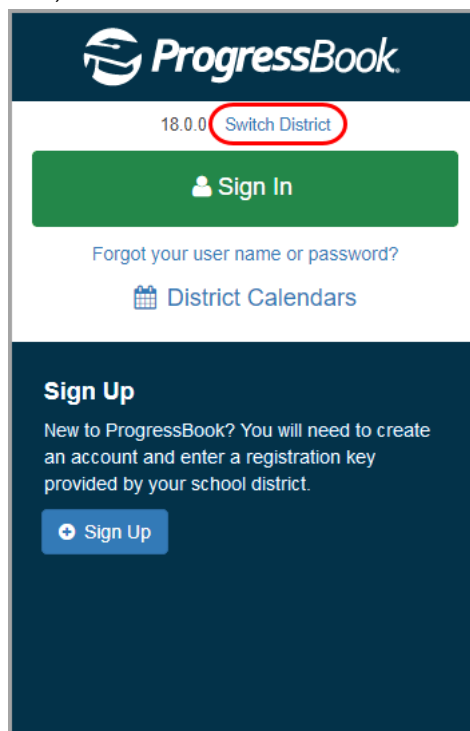 ProgressBook
18.0.0 Switch District
Sign In
Forgot your user name or password?
District Calendars
Sign Up
New to ProgressBook? You will need to create
an account and enter a registration key
provided by your school district.
Sign Up